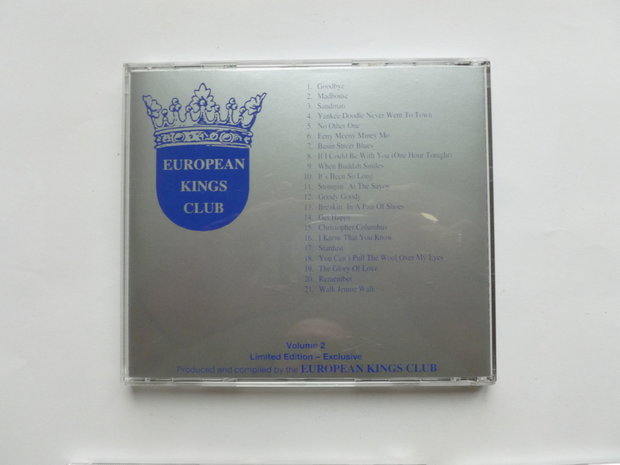 EUROPEAN
KINGS
CLUB
1. Goodbye
2. Madhouse
3. Sandman
4. Yankee Doodle Never Went To Town
5. No Other One
6. Eeny Meeny Miney Mo
7. Basin Street Blues
8. If I Could Be With You (One Hour Tonight)
9. When Buddah Smiles
10. It's Been So Long
11. Stompin' At The Savoy
12. Goody Goody
13. Breakin' In A Pair Of Shoes
14. Get Happy
15. Christopher Columbus
16. I Know That You Know
17. Stardust
18. You Can't Pull The Wool Over My Eyes
19. The Glory Of Love
20. Remember
21. Walk Jennie Walk
Volume 2
Limited Edition – Exclusive
Produced and compiled by the EUROPEAN KINGS CLUB